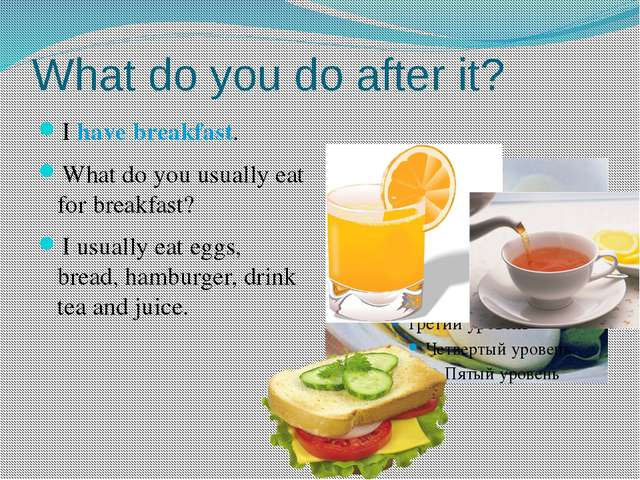 What do you do after it?
I have breakfast.
What do you usually eat
for breakfast?
I usually eat eggs,
bread, hamburger, drink
tea and juice.
Третий уровень
Четвертый уровень
Пятый уровень